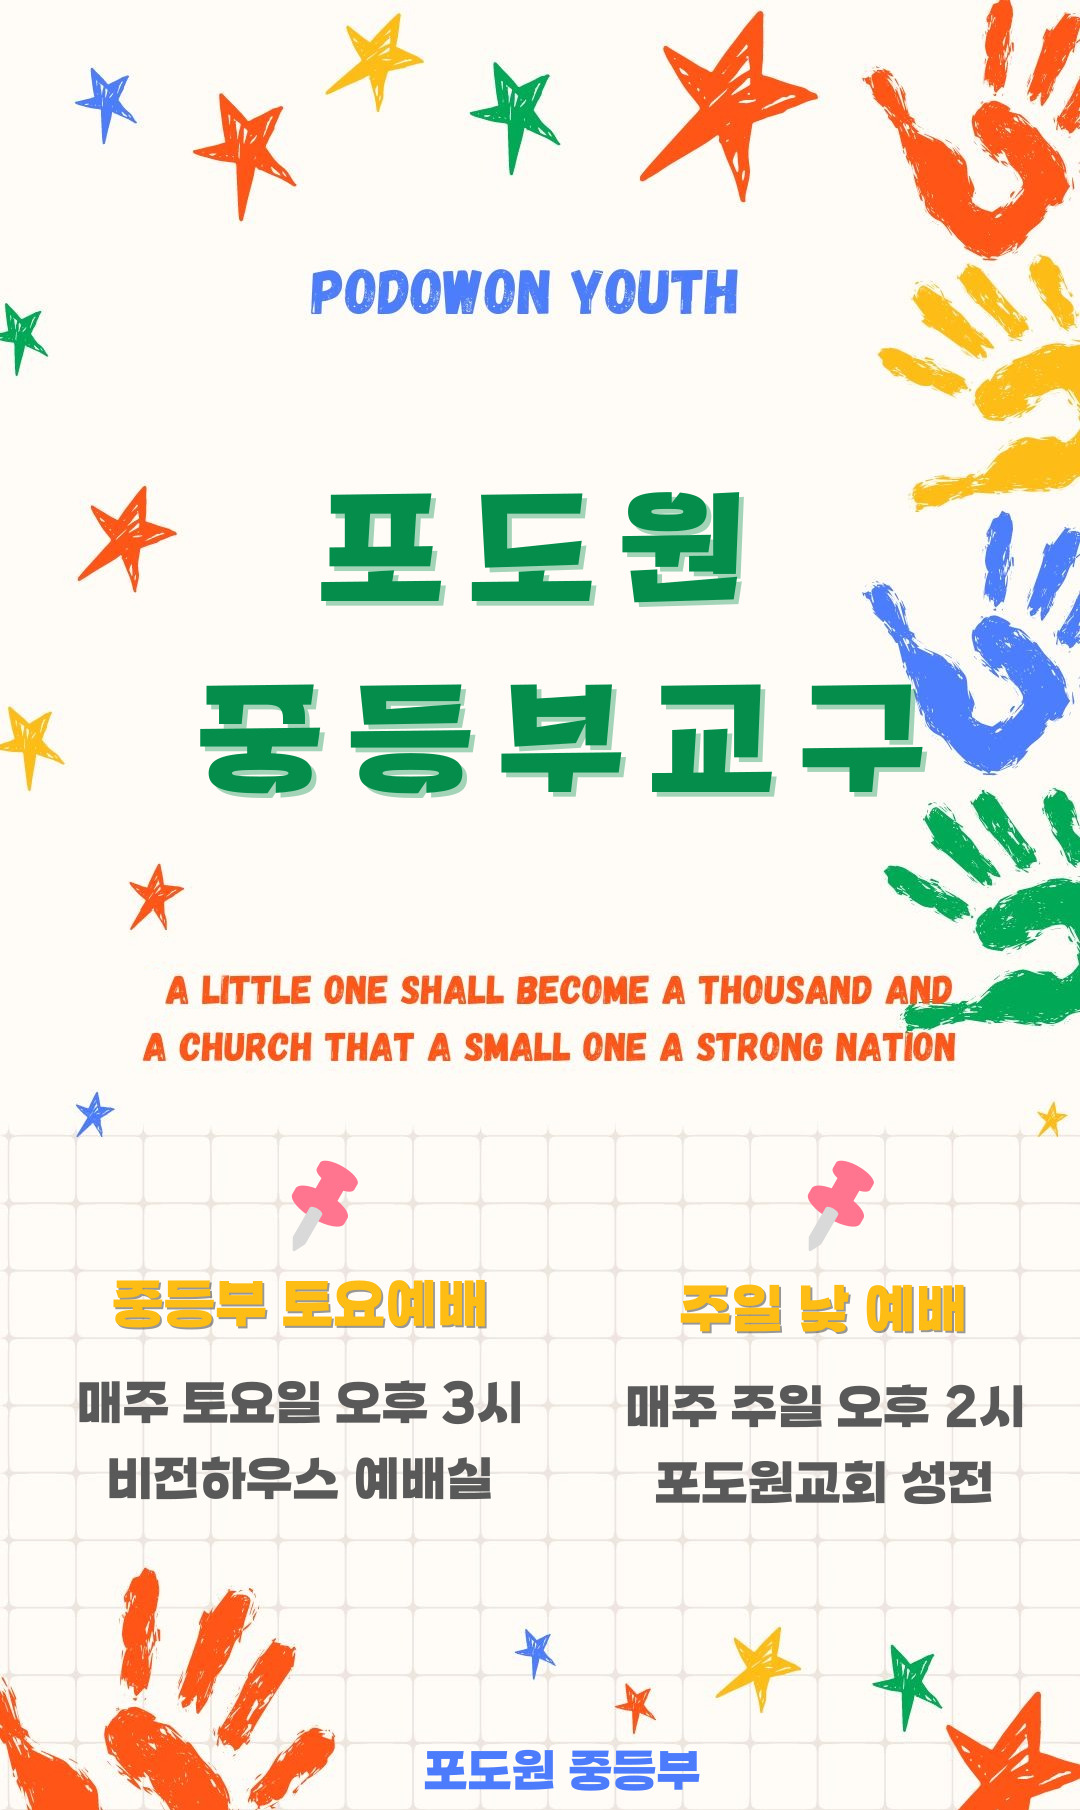 PODOWON YOUTH
포도원
중등부교구
A LITTLE ONE SHALL BECOME A THOUSAND AND
A CHURCH THAT A SMALL ONE A STRONG NATION
중등부 토요예배
매주 토요일 오후 3시
비전하우스 예배실
주일 낮 예배
매주 주일 오후 2시
포도원교회 성전
포도원 중등부